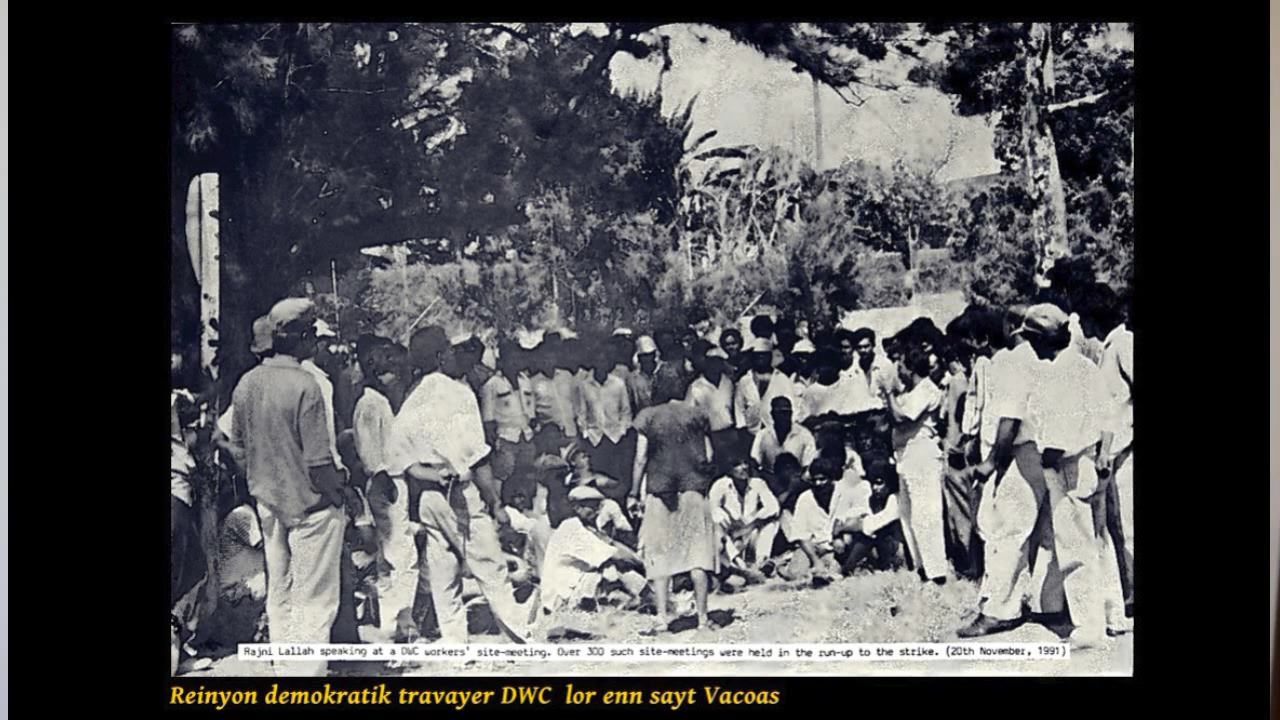 Rajni Lallah speaking at a DWC workers' site-meeting. Over 300 such site-meetings were held in the run-up to the strike. (20th November, 1991)
Reinyon demokratik travayer DWC lor enn sayt Vacoas